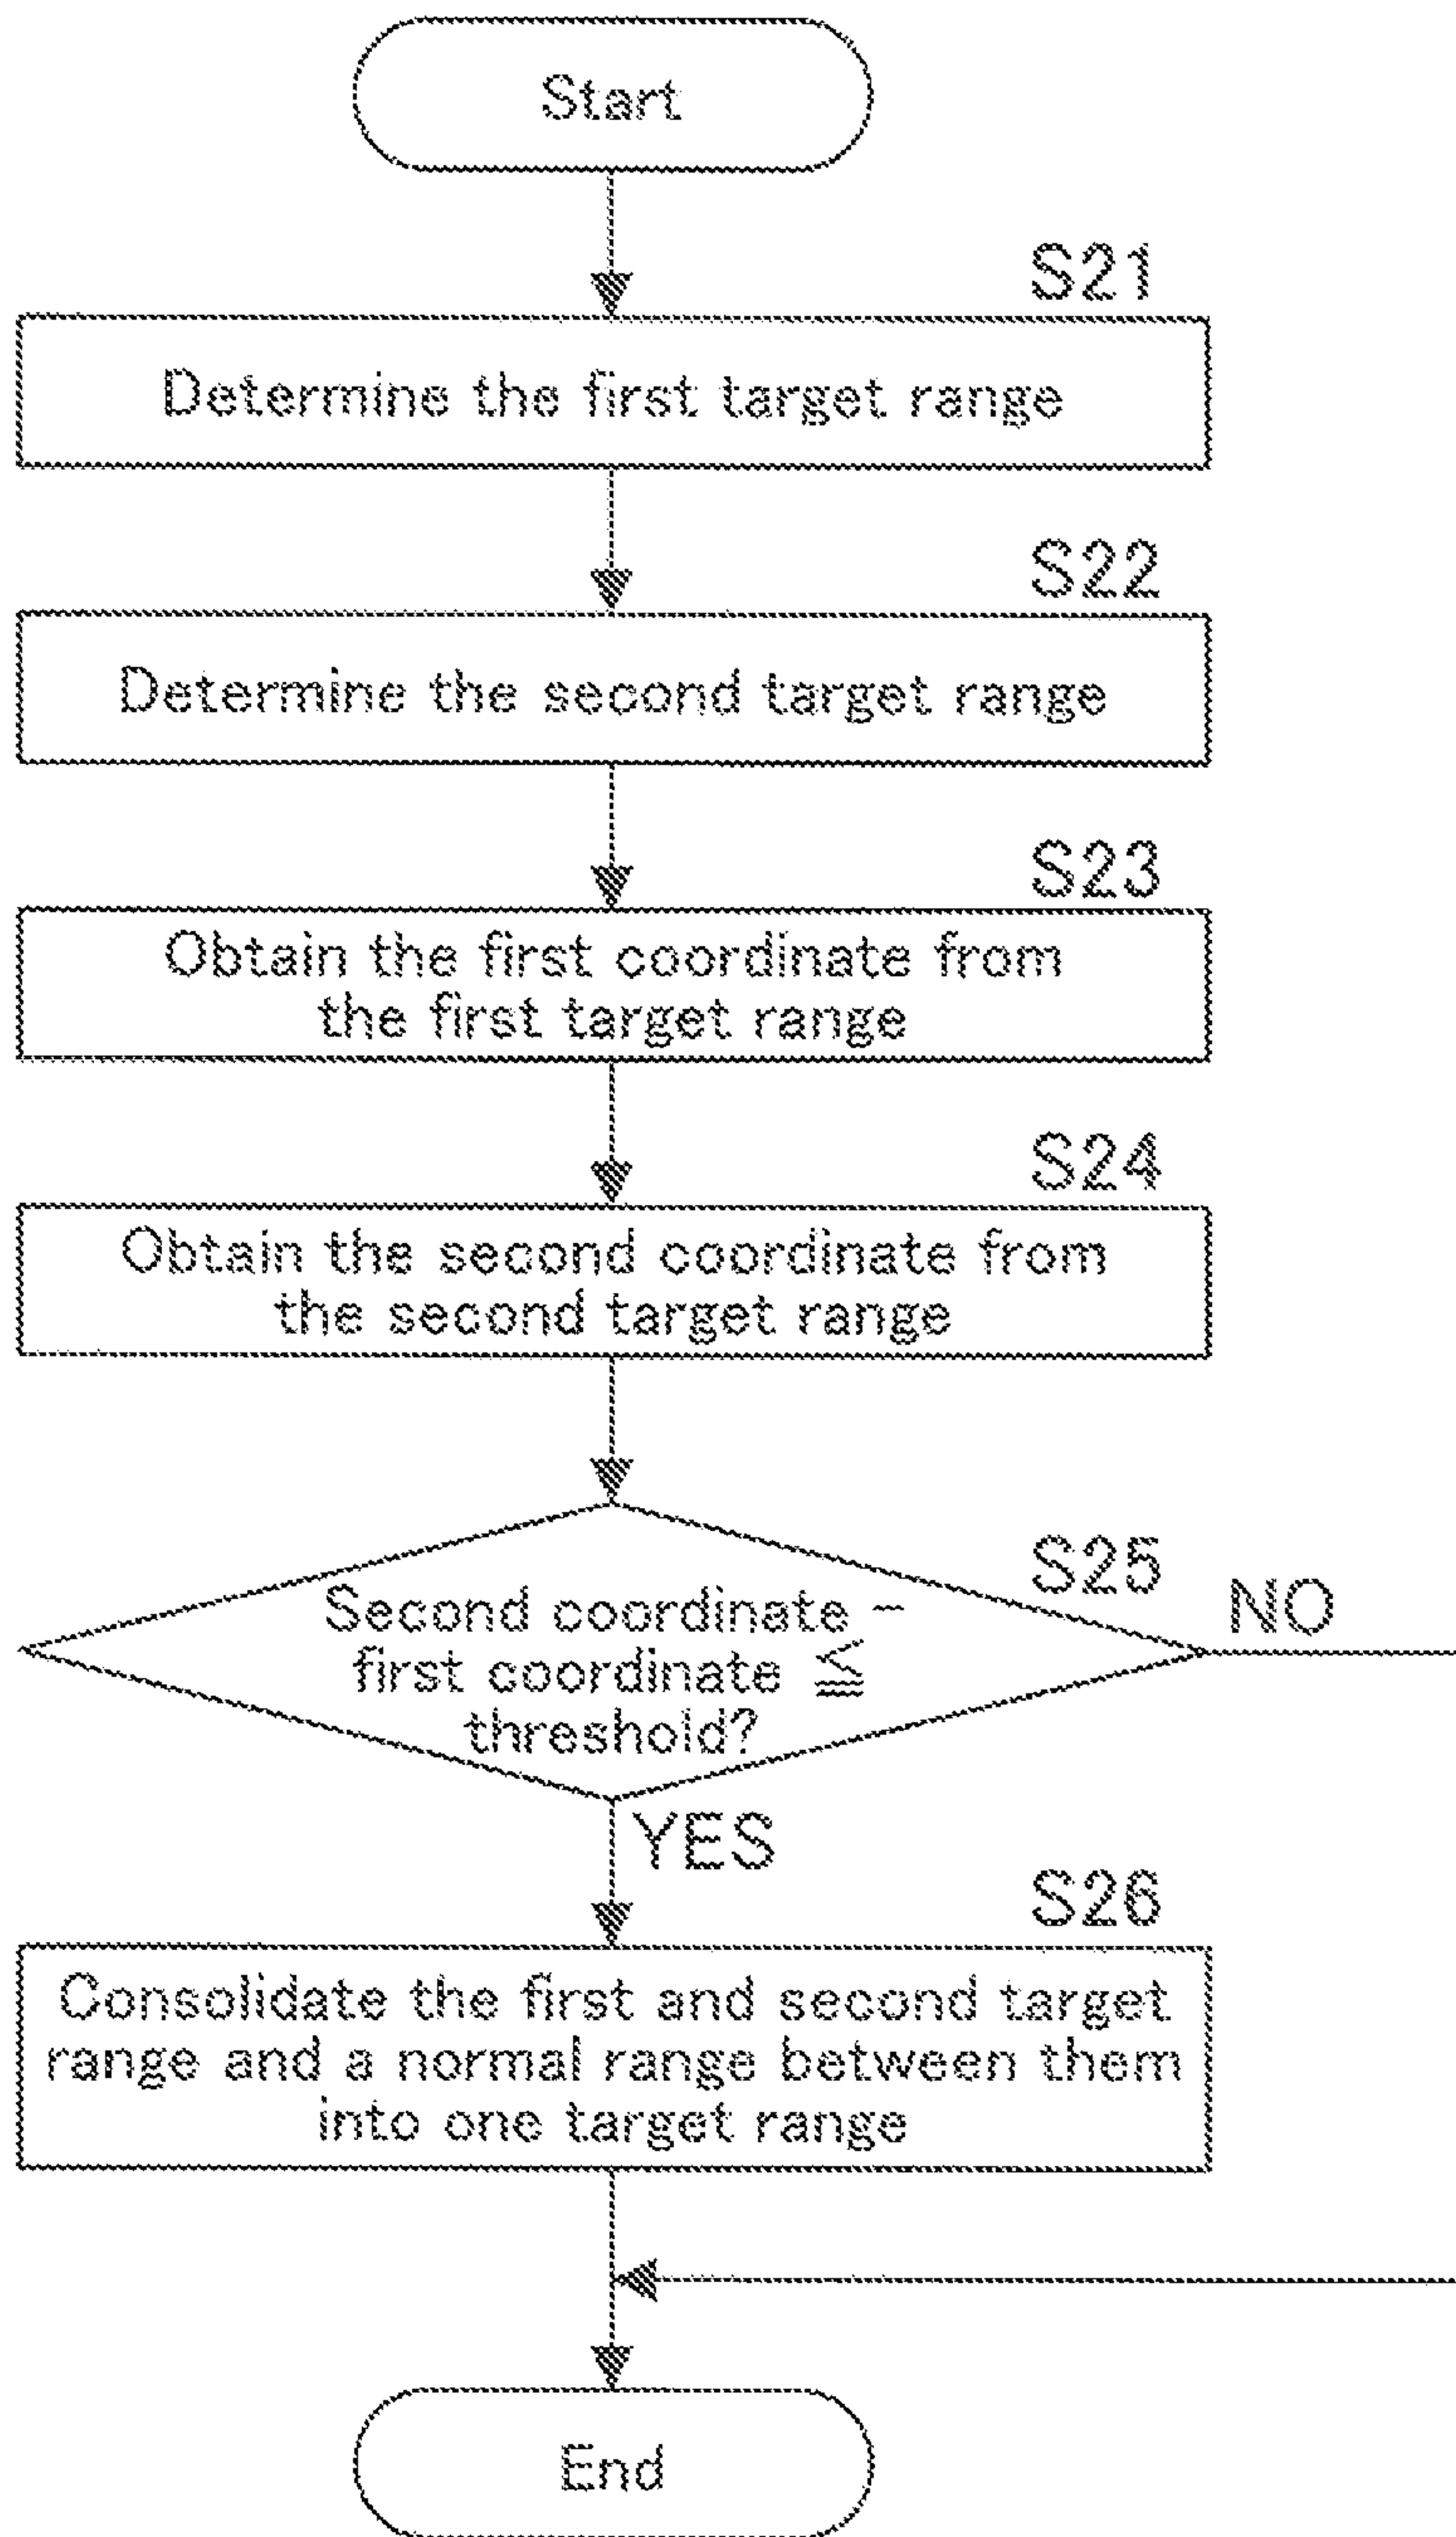 Start
S21
Determine the first target range
S22
Determine the second target range
S23
Obtain the first coordinate from
the first target range
S24
Obtain the second coordinate from
the second target range
S25
NO
Second coordinate -
first coordinate ≦
threshold?
YES
S26
Consolidate the first and second target
range and a normal range between them
into one target range
End